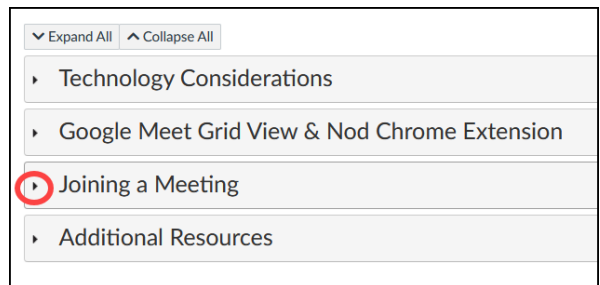 Expand All Collapse All
Technology Considerations
Google Meet Grid View & Nod Chrome Extension
Joining a Meeting
Additional Resources